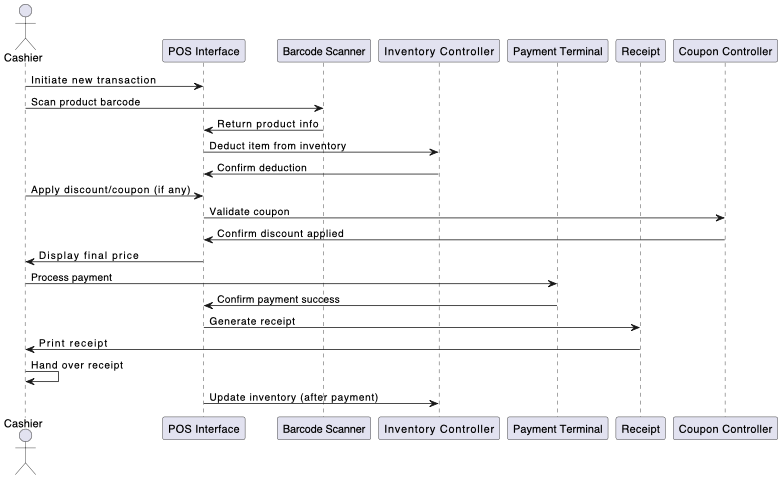 Cashier
POS Interface
Barcode Scanner
Inventory Controller
Payment Terminal
Receipt
Coupon Controller
Initiate new transaction
Scan product barcode
Return product info
Deduct item from inventory
Confirm deduction
Apply discount/coupon (if any)
Validate coupon
Confirm discount applied
Display final price
Process payment
Confirm payment success
Generate receipt
Print receipt
Hand over receipt
Update inventory (after payment)
Cashier
POS Interface
Barcode Scanner
Inventory Controller
Payment Terminal
Receipt
Coupon Controller